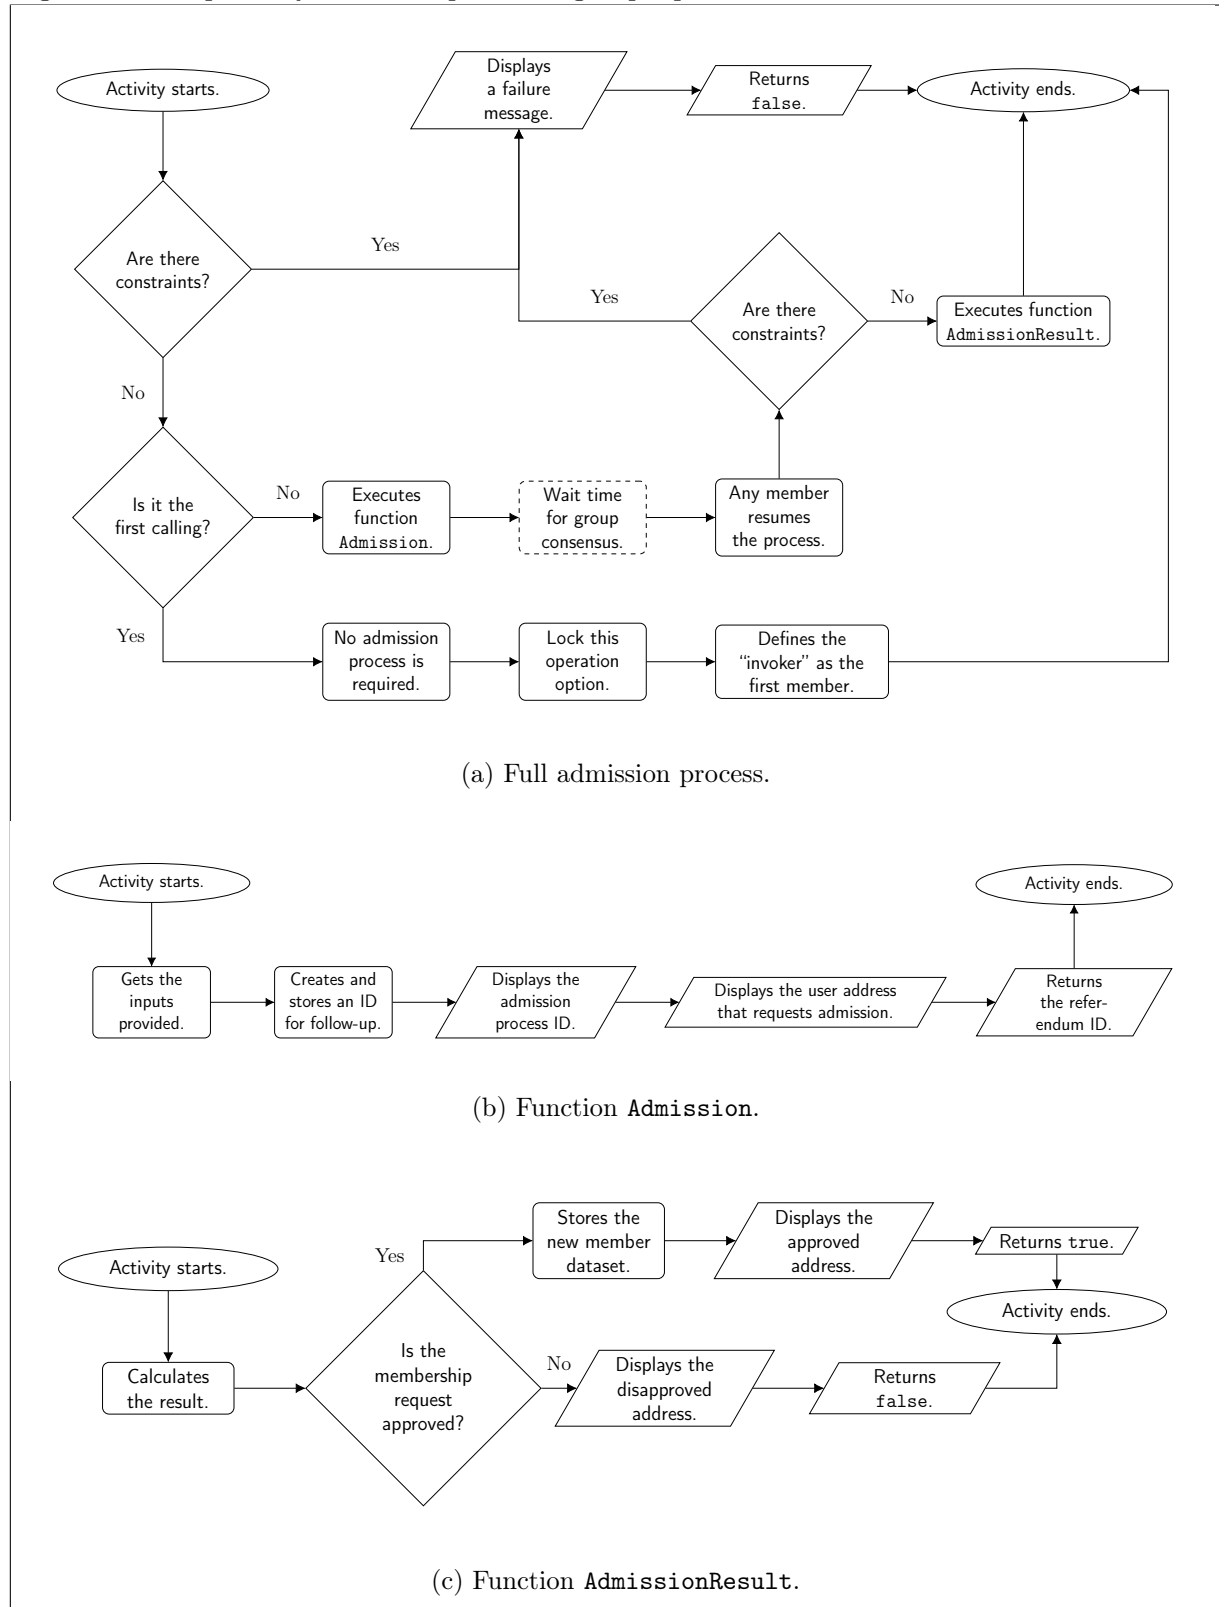 Activity starts.
Displays
a failure
message.
Returns
false.
Activity ends.
Yes
Are there
constraints?
Yes
Are there
constraints?
No
Executes function
AdmissionResult.
No
Is it the
first calling?
No
Executes
function
Admission.
Wait time
for group
consensus.
Any member
resumes
the process.
Yes
No admission
process is
required.
Lock this
operation
option.
Defines the
“invoker” as the
first member.
(a) Full admission process.
Activity starts.
Activity ends.
Gets the
inputs
provided.
Creates and
stores an ID
for follow-up.
Displays the
admission
process ID.
Displays the user address
that requests admission.
Returns
the refer-
endum ID.
(b) Function Admission.
Activity starts.
Calculates
the result.
Is the
membership
request
approved?
Yes
Stores the
new member
dataset.
Displays the
approved
address.
Returns true.
Activity ends.
No
Displays the
disapproved
address.
Returns
false.
(c) Function AdmissionResult.